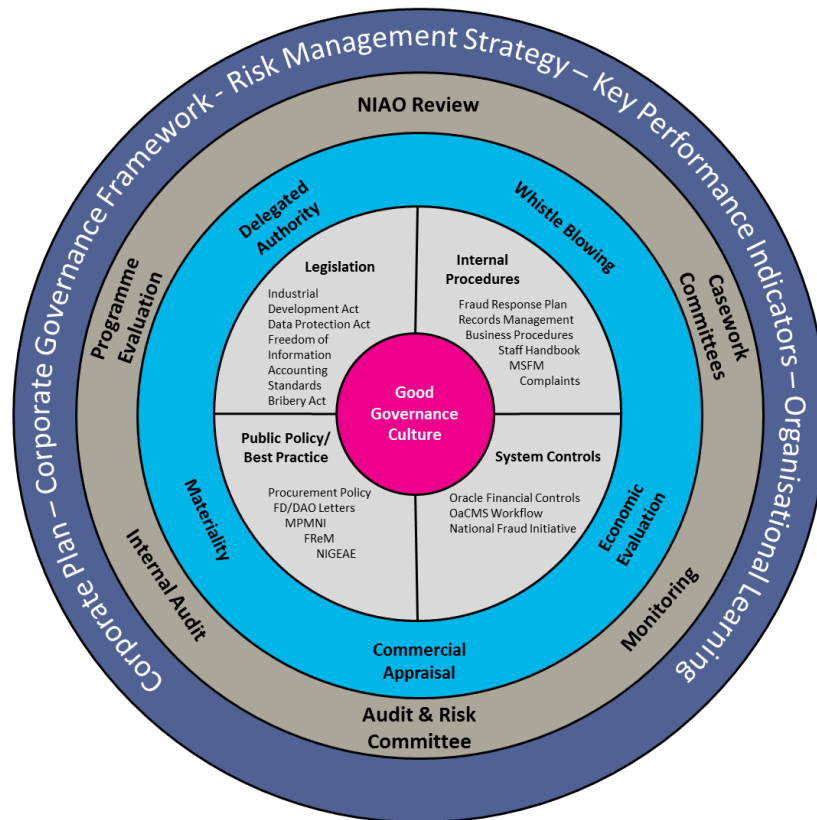 Corporate Plan – Corporate Governance Framework - Risk Management Strategy – Key Performance Indicators – Organisational Learning
NIAO Review
Casework
Committees
Monitoring
Audit & Risk
Committee
Internal Audit
Programme
Evaluation
Delegated
Authority
Whistle Blowing
Economic
Evaluation
Commercial
Appraisal
Materiality
Legislation
Industrial
Development Act
Data Protection Act
Freedom of
Information
Accounting
Standards
Bribery Act
Internal
Procedures
Fraud Response Plan
Records Management
Business Procedures
Staff Handbook
MSFM
Complaints
Good
Governance
Culture
Public Policy/
Best Practice
Procurement Policy
FD/DAO Letters
MPMNI
FReM
NIGEAE
System Controls
Oracle Financial Controls
OaCMS Workflow
National Fraud Initiative